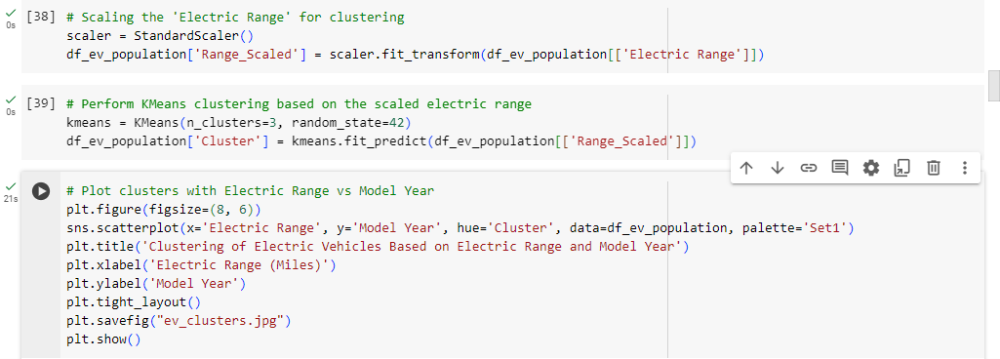 [38] # Scaling the 'Electric Range' for clustering
0s
scaler = StandardScaler()
df_ev_population['Range_Scaled'] = scaler.fit_transform(df_ev_population[['Electric Range']])
[39] # Perform KMeans clustering based on the scaled electric range
0s
kmeans = KMeans(n_clusters=3, random_state=42)
df_ev_population['Cluster'] = kmeans.fit_predict(df_ev_population[['Range_Scaled']])
# Plot clusters with Electric Range vs Model Year
21s
plt.figure(figsize=(8, 6))
sns.scatterplot(x='Electric Range', y='Model Year', hue='Cluster', data=df_ev_population, palette='Set1')
plt.title('Clustering of Electric Vehicles Based on Electric Range and Model Year')
plt.xlabel('Electric Range (Miles)')
plt.ylabel('Model Year')
plt.tight_layout()
plt.savefig("ev_clusters.jpg")
plt.show()